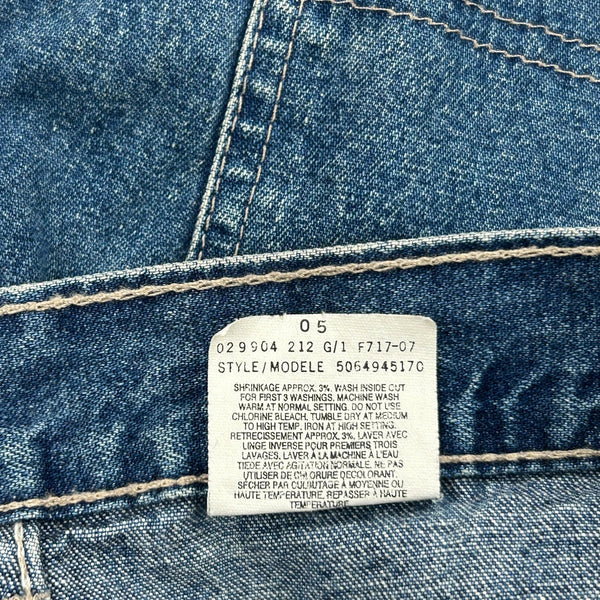 05
029904 212 G/1 F717-07
STYLE/MODELE 5064945170
SHRINKAGE APPROX. 3%. WASH INSIDE OUT
FOR FIRST 3 WASHINGS. MACHINE WASH
WARM AT NORMAL SETTING. DO NOT USE
CHLORINE BLEACH. TUMBLE DRY AT MEDIUM
TO HIGH TEMP. IRON AT HIGH SETTING.
RETRECISSEMENT APPROX. 3%. LAVER AVEC
LINGE INVERSE POUR PREMIERS TROIS
LAVAGES. LAVER A LA MACHINE A L'EAU
TIEDE AVEC AGITATION NORMALE. NE PAS
UTILISER DE CHLORURE DECOLORANT.
SÉCHER PAR CULBUTAGE À MOYENNE OU
HAUTE TEMPÉRATURE. REPASSER À HAUTE
TEMPERATURE.